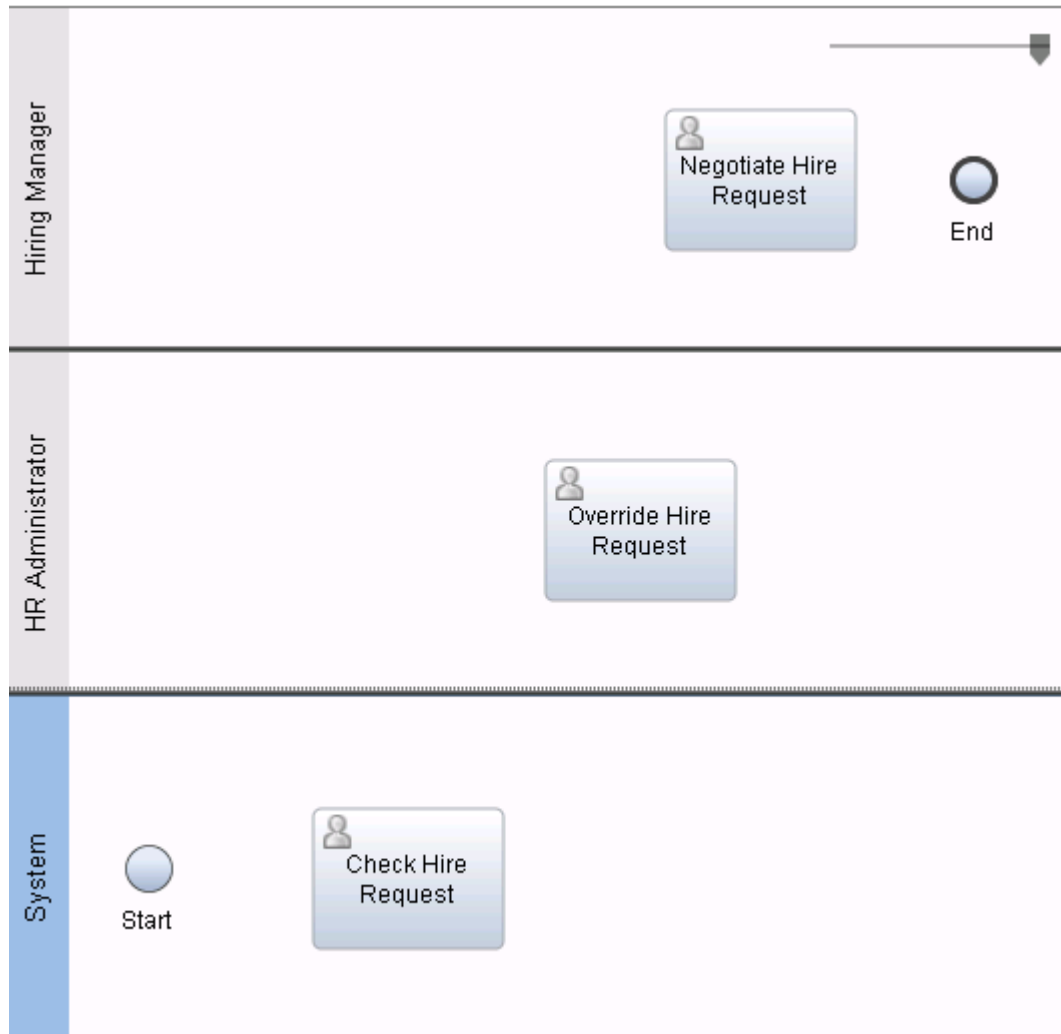 Hiring Manager
Negotiate Hire
Request
End
HR Administrator
Override Hire
Request
System
Start
Check Hire
Request